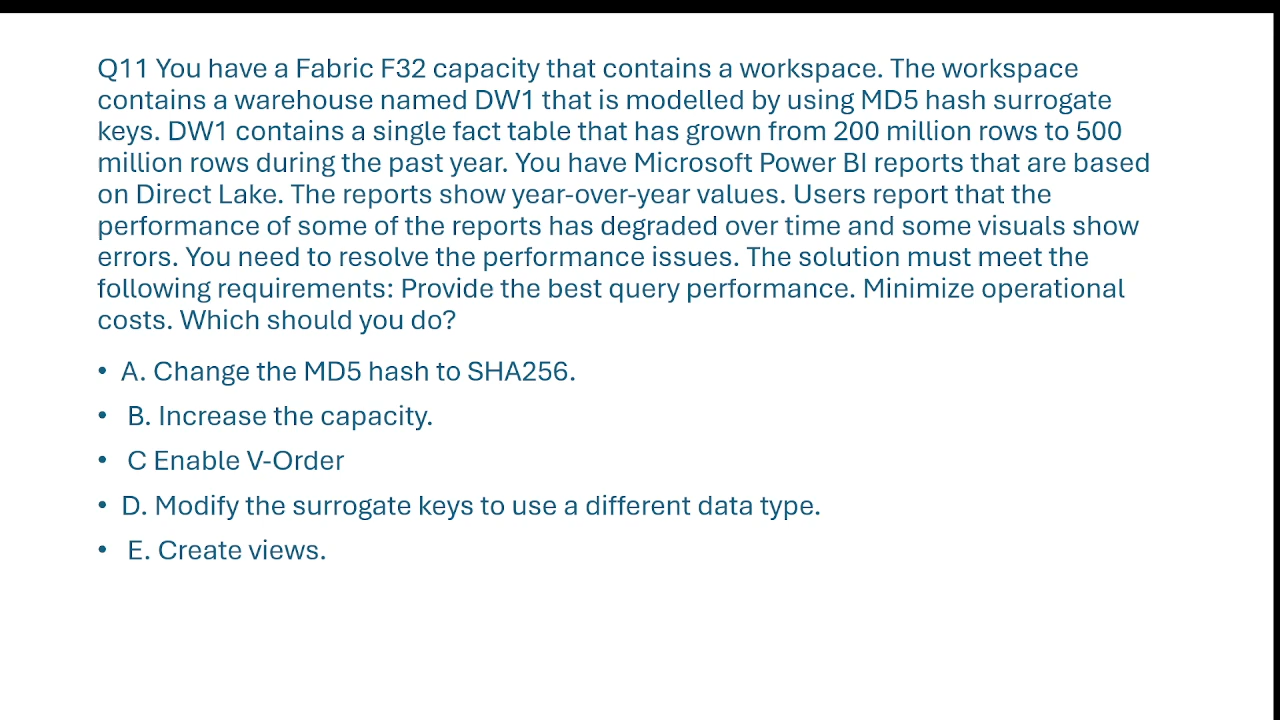 Q11 You have a Fabric F32 capacity that contains a workspace. The workspace
contains a warehouse named DW1 that is modelled by using MD5 hash surrogate
keys. DW1 contains a single fact table that has grown from 200 million rows to 500
million rows during the past year. You have Microsoft Power BI reports that are based
on Direct Lake. The reports show year-over-year values. Users report that the
performance of some of the reports has degraded over time and some visuals show
errors. You need to resolve the performance issues. The solution must meet the
following requirements: Provide the best query performance. Minimize operational
costs. Which should you do?
• A. Change the MD5 hash to SHA256.
• B. Increase the capacity.
• C Enable V-Order
• D. Modify the surrogate keys to use a different data type.
• E. Create views.